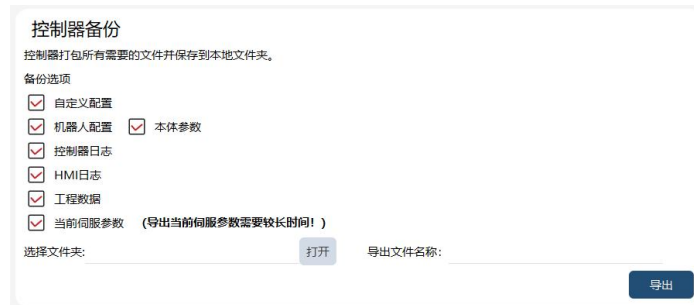 控制器备份
控制器打包所有需要的文件并保存到本地文件夹。
备份选项
自定义配置
机器人配置 本体参数
控制器日志
HMI日志
工程数据
当前伺服参数 (导出当前伺服参数需要较长时间! )
选择文件夹: 打开 导出文件名称:
导出